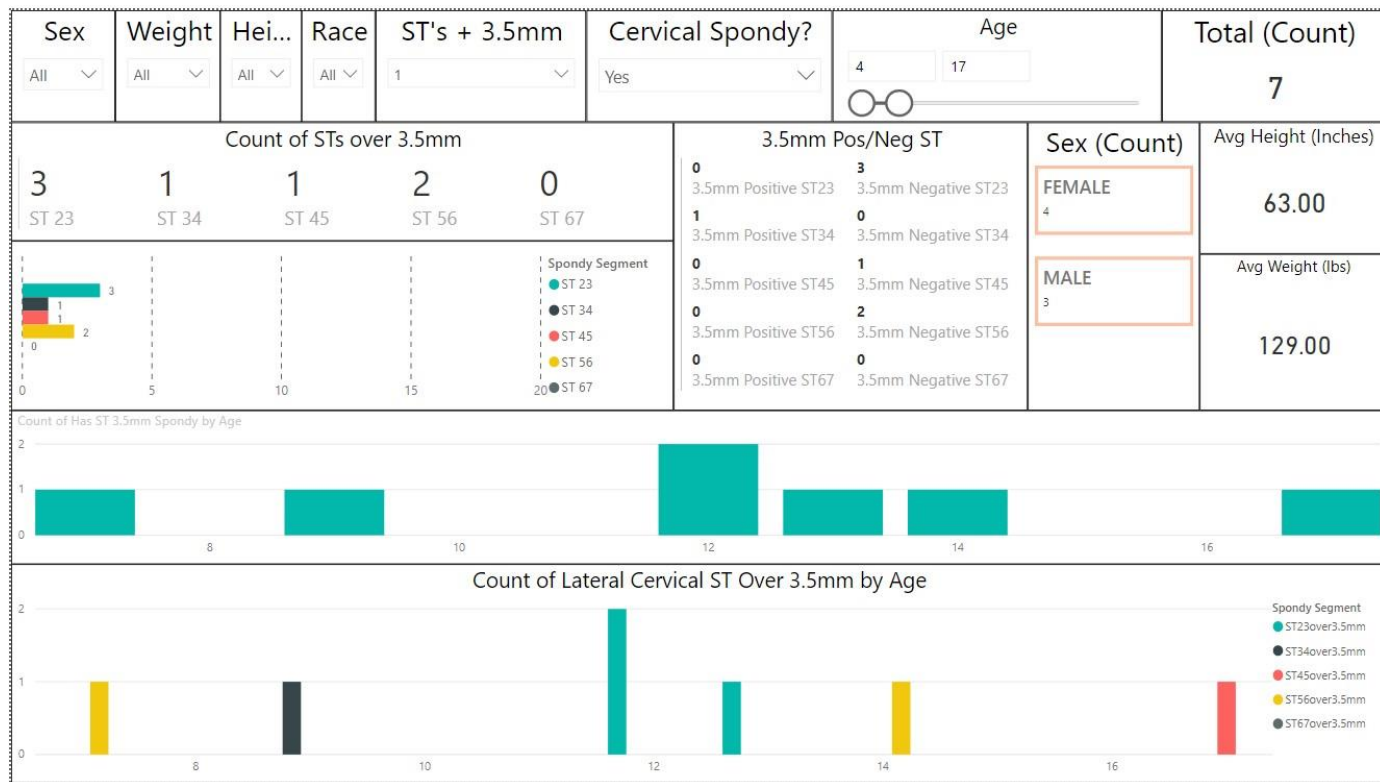 Sex
All
Weight
All
Hei...
All
Race
All
ST's + 3.5mm
1
Cervical Spondy?
Yes
Age
4 17
Total (Count)
7
Count of STs over 3.5mm
3 1 1 2 0
ST 23 ST 34 ST 45 ST 56 ST 67
3
1
1
2
0
0 5 10 15 20
Spondy Segment
ST 23
ST 34
ST 45
ST 56
ST 67
3.5mm Pos/Neg ST
0 3
3.5mm Positive ST23 3.5mm Negative ST23
1 0
3.5mm Positive ST34 3.5mm Negative ST34
0 1
3.5mm Positive ST45 3.5mm Negative ST45
0 2
3.5mm Positive ST56 3.5mm Negative ST56
0 0
3.5mm Positive ST67 3.5mm Negative ST67
Sex (Count)
FEMALE
4
MALE
3
Avg Height (Inches)
63.00
Avg Weight (lbs)
129.00
Count of Has ST 3.5mm Spondy by Age
2
1
0
8 10 12 14 16
Count of Lateral Cervical ST Over 3.5mm by Age
2
1
0
8 10 12 14 16
Spondy Segment
ST23over3.5mm
ST34over3.5mm
ST45over3.5mm
ST56over3.5mm
ST67over3.5mm